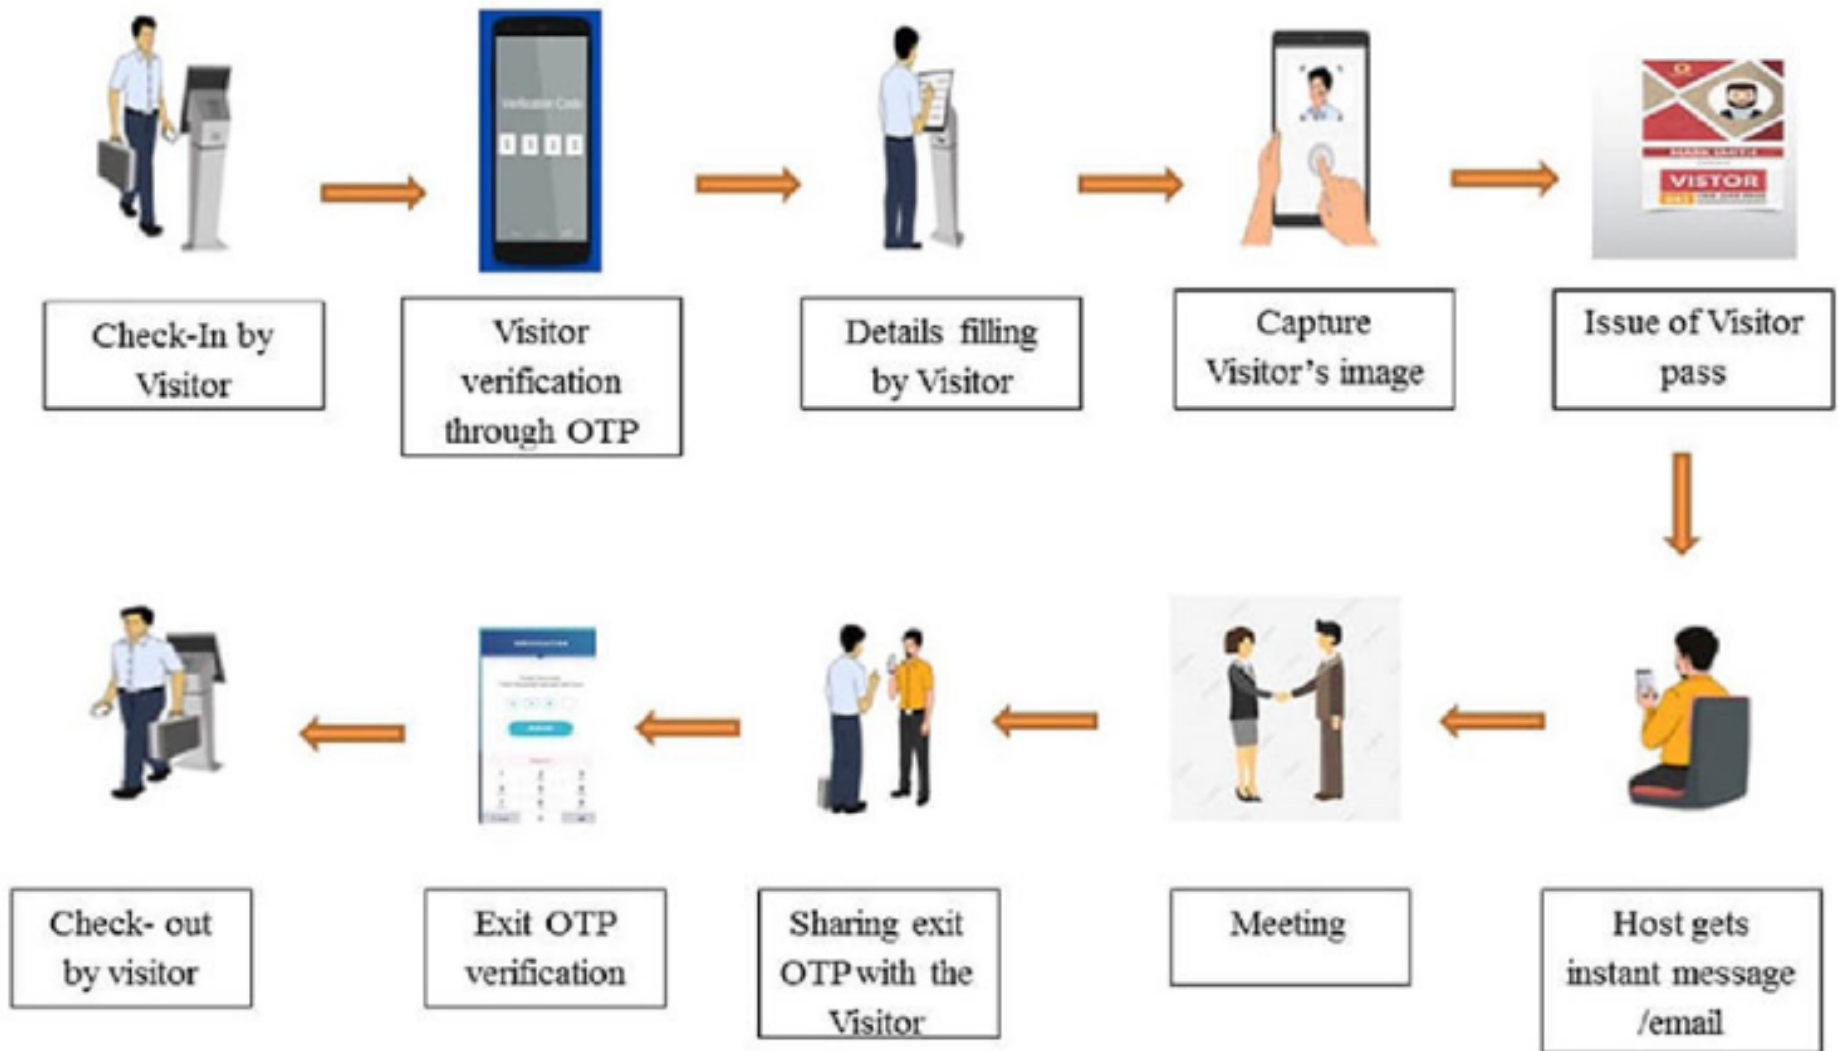 Verification Code
VISTOR
Check-In by
Visitor
Visitor
verification
through OTP
Details filling
by Visitor
Capture
Visitor’s image
Issue of Visitor
pass
Host gets
instant message
/email
Meeting
Sharing exit
OTP with the
Visitor
Exit OTP
verification
Check- out
by visitor